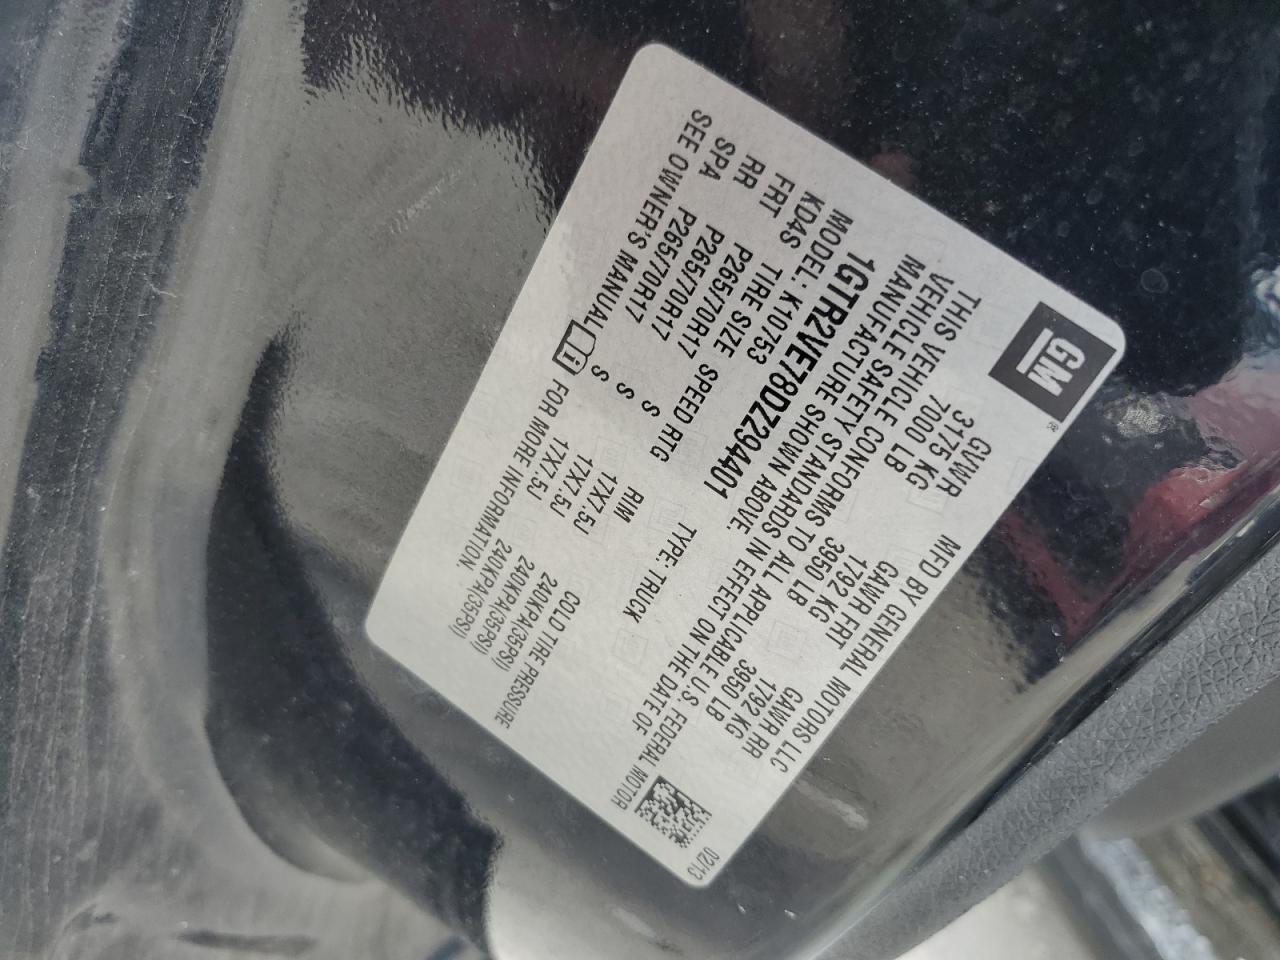 GM
MFD BY GENERAL MOTORS LLC
02/13
GVWR GAWR FRT GAWR RR
3175 KG 1792 KG 1792 KG
7000 LB 3950 LB 3950 LB
THIS VEHICLE CONFORMS TO ALL APPLICABLE U.S. FEDERAL MOTOR
VEHICLE SAFETY STANDARDS IN EFFECT ON THE DATE OF
MANUFACTURE SHOWN ABOVE.
1GTR2VE78DZ229441 TYPE: TRUCK
MODEL: K10753
KD4S TIRE SIZE SPEED RTG RIM COLD TIRE PRESSURE
FRT P265/70R17 S 17X7.5J 240KPA(35PSI)
RR P265/70R17 S 17X7.5J 240KPA(35PSI)
SPA P265/70R17 S 17X7.5J 240KPA(35PSI)
SEE OWNER'S MANUAL i FOR MORE INFORMATION.